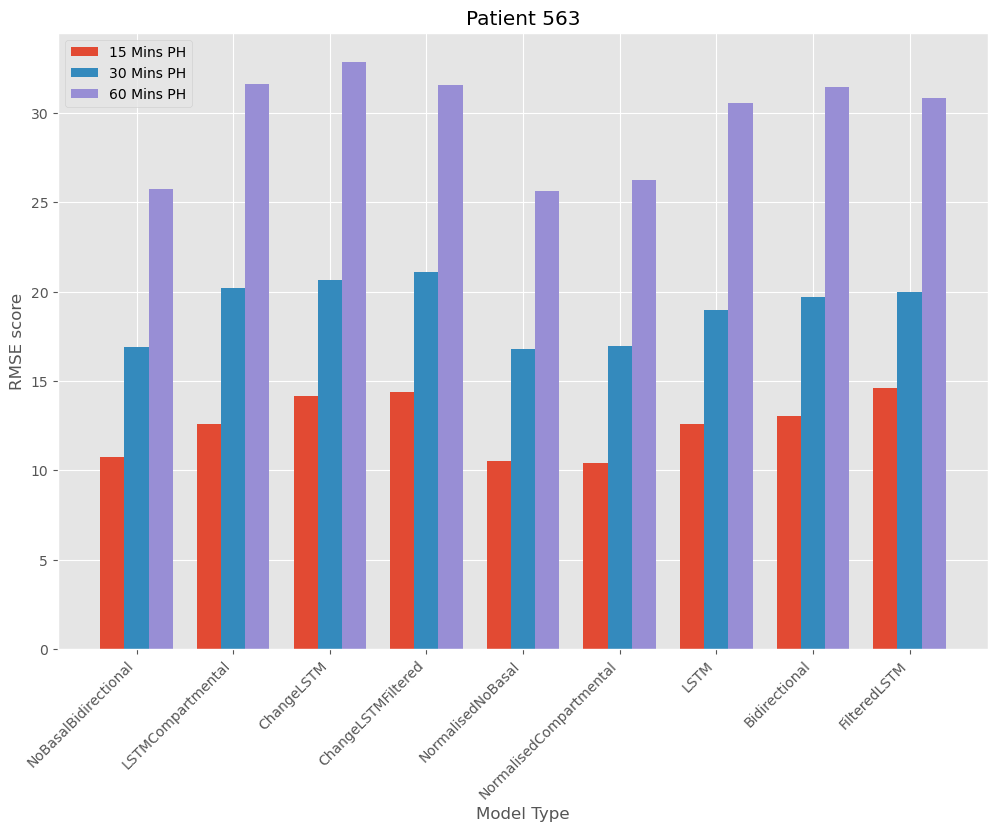 Patient 563
15 Mins PH
30 Mins PH
60 Mins PH
RMSE score
30
25
20
15
10
5
0
NoBasalBidirectional
LSTMCompartmental
ChangeLSTM
ChangeLSTMFiltered
NormalisedNoBasal
NormalisedCompartmental
LSTM
Bidirectional
FilteredLSTM
Model Type